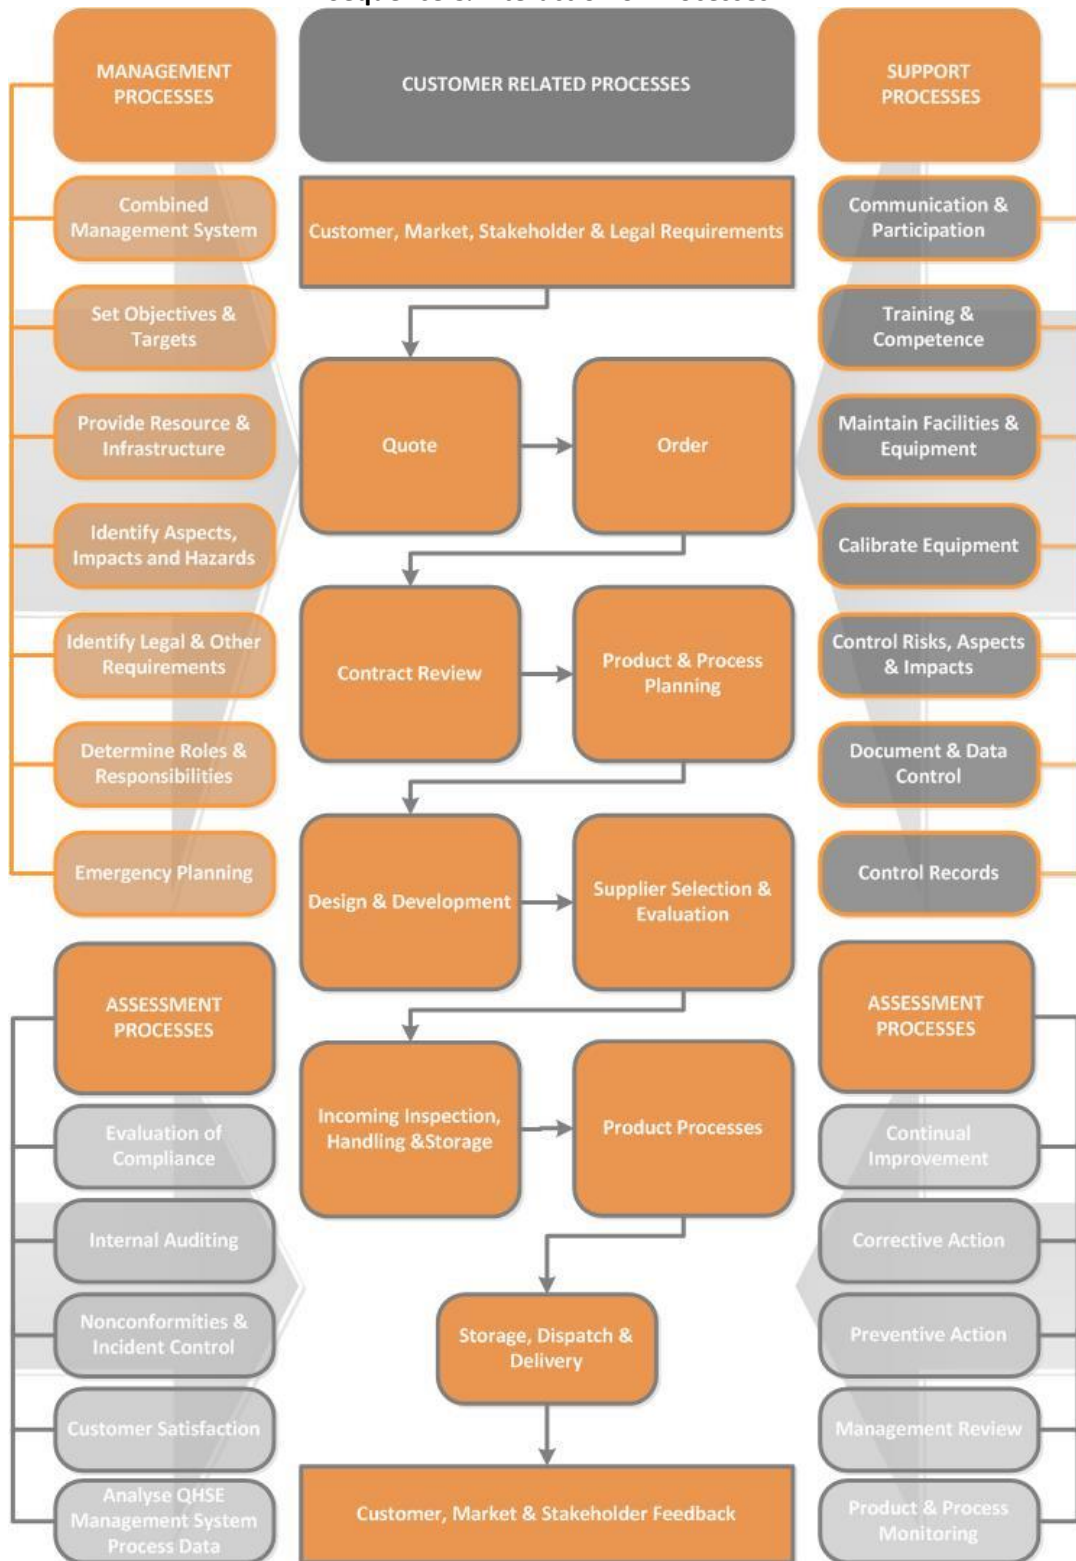 MANAGEMENT
PROCESSES
Combined
Management System
Set Objectives &
Targets
Provide Resource &
Infrastructure
Identify Aspects,
Impacts and Hazards
Identify Legal & Other
Requirements
Determine Roles &
Responsibilities
Emergency Planning
ASSESSMENT
PROCESSES
Evaluation of
Compliance
Internal Auditing
Nonconformities &
Incident Control
Customer Satisfaction
Analyse QHSE
Management System
Process Data
CUSTOMER RELATED PROCESSES
Customer, Market, Stakeholder & Legal Requirements
Quote
Order
Contract Review
Product & Process
Planning
Design & Development
Supplier Selection &
Evaluation
Incoming Inspection,
Handling &Storage
Product Processes
Storage, Dispatch &
Delivery
Customer, Market & Stakeholder Feedback
SUPPORT
PROCESSES
Communication &
Participation
Training &
Competence
Maintain Facilities &
Equipment
Calibrate Equipment
Control Risks, Aspects
& Impacts
Document & Data
Control
Control Records
ASSESSMENT
PROCESSES
Continual
Improvement
Corrective Action
Preventive Action
Management Review
Product & Process
Monitoring